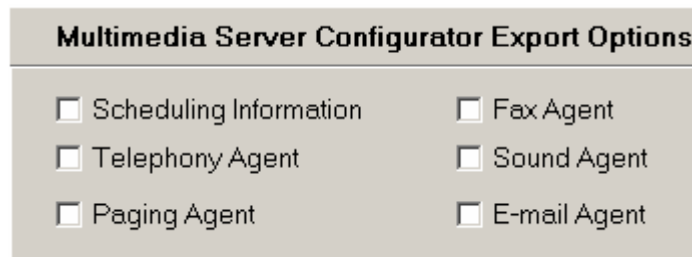 Multimedia Server Configurator Export Options
Scheduling Information
Fax Agent
Telephony Agent
Sound Agent
Paging Agent
E-mail Agent